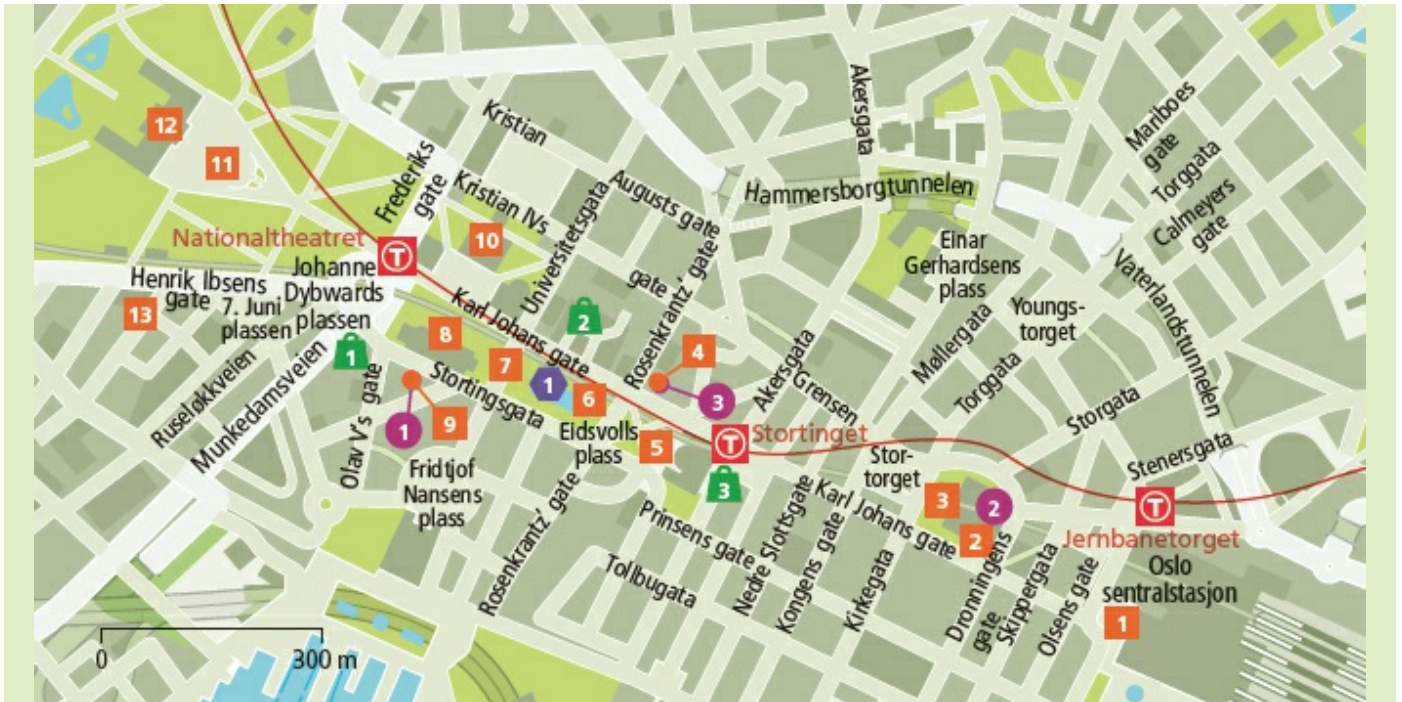 Kristian
Augusts gate
Akersgata
Mariboes
gate
Torggata
Calmeyers
gate
12
11
Frederiks
gate
Kristian IVs
gate
Universitetsgata
Hammersborgtunnelen
10
Nationaltheatret
T
Henrik Ibsens
gate
Johanne
Dybwards
plassen
7. Juni
plassen
13
Einar
Gerhardsens
plass
Youngs-
torget
Vaterlandstunnelen
Møllergata
Torggata
Rosenkrantz' gate
Karl Johans gate
8
7
1
6
2
4
3
1
Akersgata
Grensen
Ruseløkkveien
Munkedamsveien
Olav V's gate
Stortingsgata
1
9
Fridtjof
Nansens
plass
Eidsvolls
plass
5
T
Stortinget
3
Storgata
Stenersgata
Stor-
torget
3
2
2
Karl Johans gate
T
Jernbanetorget
Oslo
sentralstasjon
1
Prinsens gate
Tollbugata
Rosenkrantz' gate
Nedre Slottsgate
Kongens gate
Kirkegata
Dronningens
gate
Skippergata
Olsens gate
0
300 m